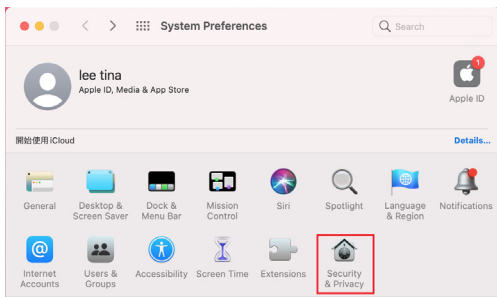 System Preferences
Search
lee tina
Apple ID, Media & App Store
1
Apple ID
開始使用 iCloud
Details...
General
Desktop &
Screen Saver
Dock &
Menu Bar
Mission
Control
Siri
Spotlight
Language
& Region
Notifications
Internet
Accounts
Users &
Groups
Accessibility
Screen Time
Extensions
Security
& Privacy